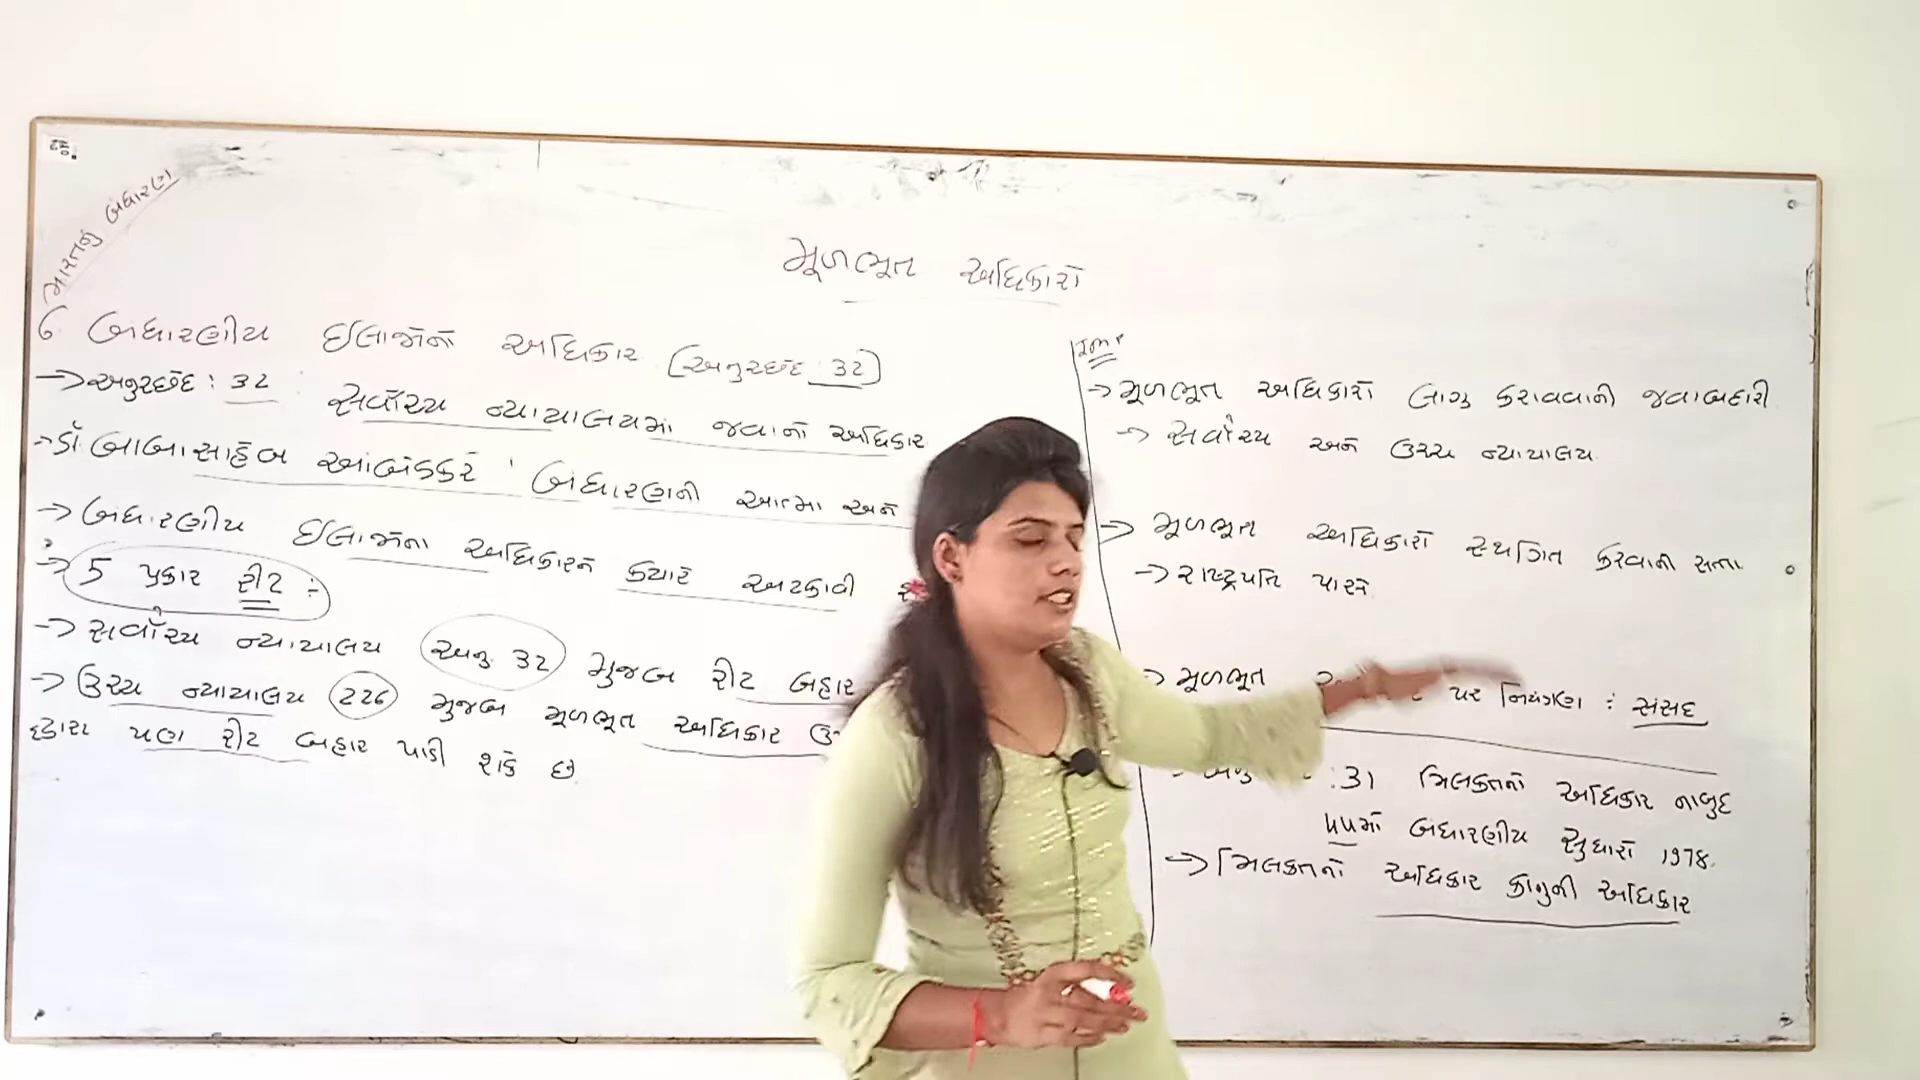 ભારતનું બંધારણ
મૂળભૂત અધિકારો
6. બંધારણીય ઈલાજોનો અધિકાર (અનુચ્છેદ : 32)
→ અનુચ્છેદ : 32 : સર્વોચ્ચ ન્યાયાલયમાં જવાનો અધિકાર
→ ડૉ. બાબાસાહેબ આંબેડકરે ' બંધારણની આત્મા અને
→ બંધારણીય ઈલાજોના અધિકારને ક્યારે અટકાવી
→ 5 પ્રકાર રીટ :-
→ સર્વોચ્ચ ન્યાયાલય અનુ. 32 મુજબ રીટ બહાર
→ ઉચ્ચ ન્યાયાલય 226 મુજબ મૂળભૂત અધિકાર
દ્વારા પણ રીટ બહાર પાડી શકે છે
Imp
→ મૂળભૂત અધિકારો લાગુ કરાવવાની જવાબદારી
→ સર્વોચ્ચ અને ઉચ્ચ ન્યાયાલય.
→ મૂળભૂત અધિકારો સ્થગિત કરવાની સત્તા
→ રાષ્ટ્રપતિ પાસે.
→ મૂળભૂત પર નિયંત્રણ : સંસદ
: 31 મિલકતનો અધિકાર નાબુદ
44મો બંધારણીય સુધારો 1978.
→ મિલકતનો અધિકાર કાનુની અધિકાર